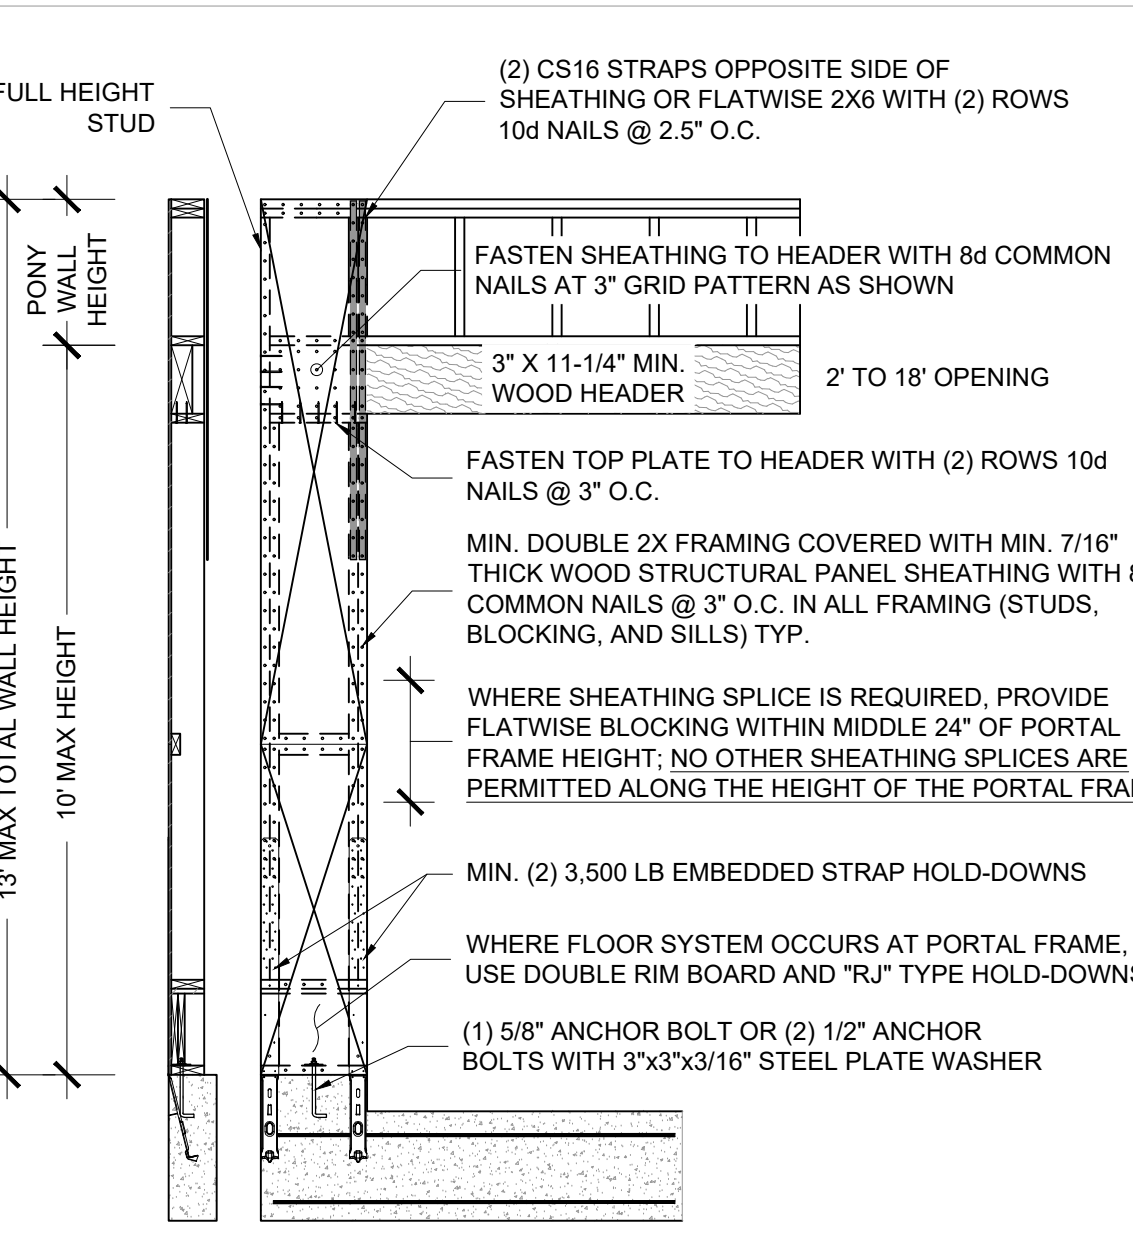 FULL HEIGHT
STUD
(2) CS16 STRAPS OPPOSITE SIDE OF
SHEATHING OR FLATWISE 2X6 WITH (2) ROWS
10d NAILS @ 2.5" O.C.
PONY
WALL
HEIGHT
FASTEN SHEATHING TO HEADER WITH 8d COMMON
NAILS AT 3" GRID PATTERN AS SHOWN
3" X 11-1/4" MIN.
WOOD HEADER
2' TO 18' OPENING
FASTEN TOP PLATE TO HEADER WITH (2) ROWS 10d
NAILS @ 3" O.C.
MIN. DOUBLE 2X FRAMING COVERED WITH MIN. 7/16"
THICK WOOD STRUCTURAL PANEL SHEATHING WITH
COMMON NAILS @ 3" O.C. IN ALL FRAMING (STUDS,
BLOCKING, AND SILLS) TYP.
13' MAX TOTAL WALL HEIGHT
10' MAX HEIGHT
WHERE SHEATHING SPLICE IS REQUIRED, PROVIDE
FLATWISE BLOCKING WITHIN MIDDLE 24" OF PORTAL
FRAME HEIGHT; NO OTHER SHEATHING SPLICES ARE
PERMITTED ALONG THE HEIGHT OF THE PORTAL
MIN. (2) 3,500 LB EMBEDDED STRAP HOLD-DOWNS
WHERE FLOOR SYSTEM OCCURS AT PORTAL FRAME,
USE DOUBLE RIM BOARD AND "RJ" TYPE HOLD-DOWNS
(1) 5/8" ANCHOR BOLT OR (2) 1/2" ANCHOR
BOLTS WITH 3"x3"x3/16" STEEL PLATE WASHER